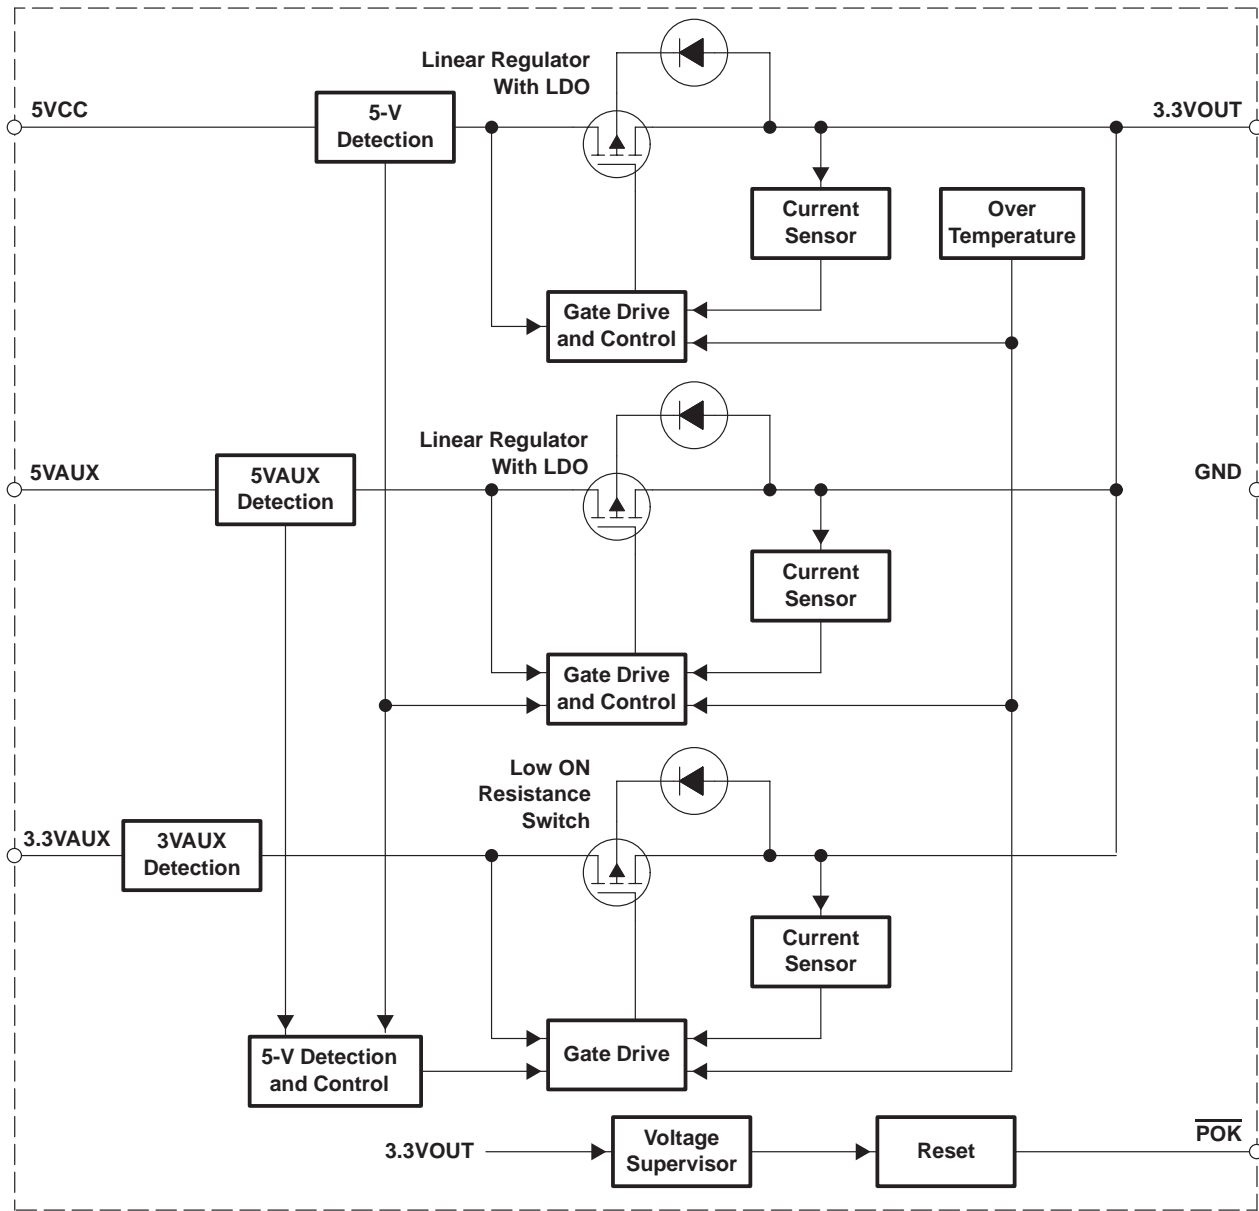 Linear Regulator
With LDO
5VCC
5-V
Detection
3.3VOUT
Current
Sensor
Over
Temperature
Gate Drive
and Control
Linear Regulator
With LDO
5VAUX
5VAUX
Detection
GND
Current
Sensor
Gate Drive
and Control
Low ON
Resistance
Switch
3.3VAUX
3VAUX
Detection
Current
Sensor
5-V Detection
and Control
Gate Drive
3.3VOUT
Voltage
Supervisor
Reset
P̅O̅K̅